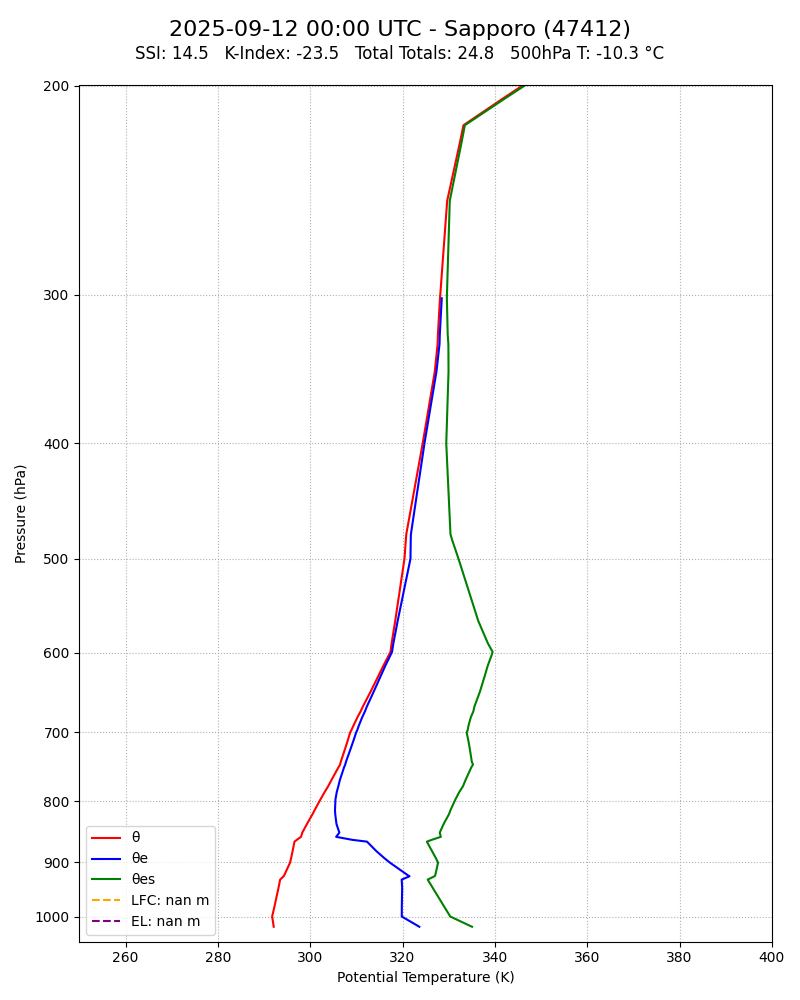 2025-09-12 00:00 UTC - Sapporo (47412)
SSI: 14.5   K-Index: -23.5   Total Totals: 24.8   500hPa T: -10.3 °C
200
300
400
500
600
700
800
900
1000
Pressure (hPa)
θ
θe
θes
LFC: nan m
EL: nan m
260 280 300 320 340 360 380 400
Potential Temperature (K)